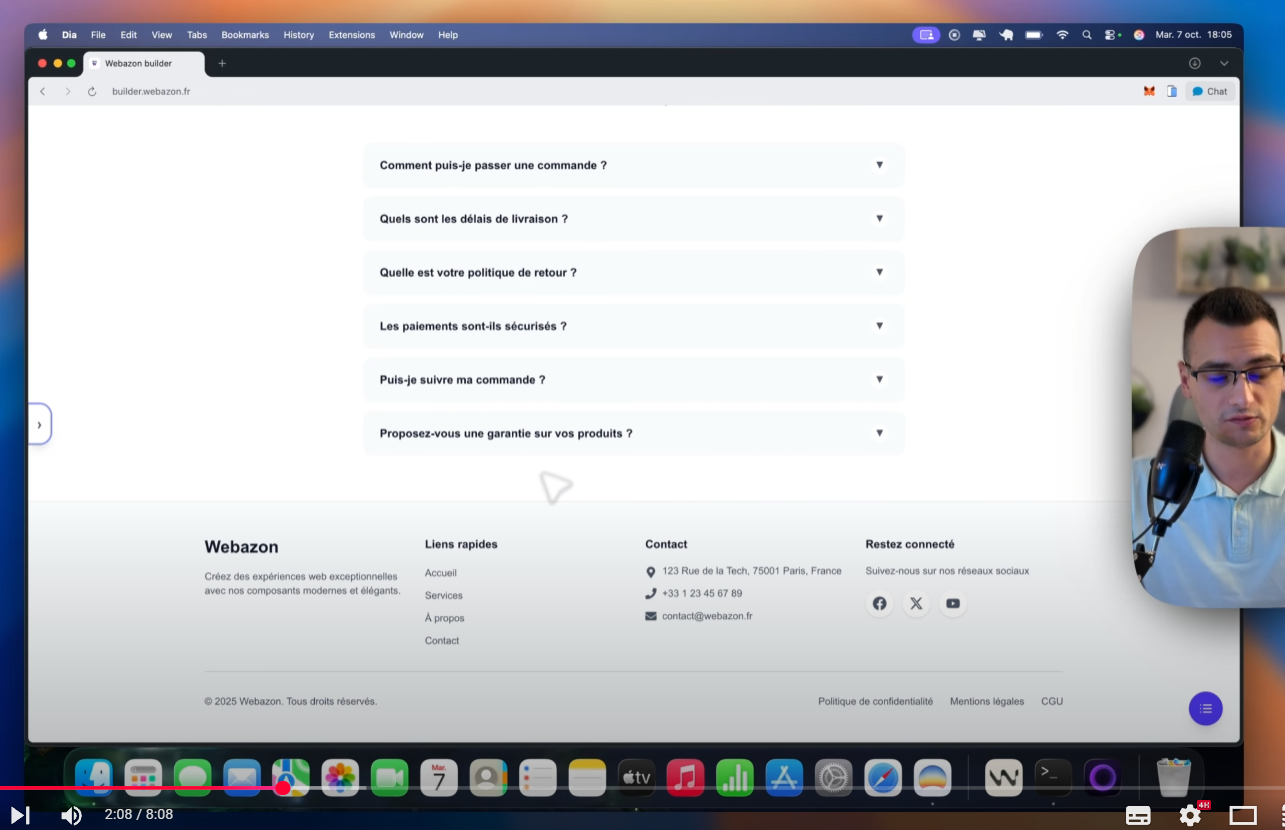 Dia File Edit View Tabs Bookmarks History Extensions Window Help Mar. 7 oct. 18:05
Webazon builder
builder.webazon.fr Chat
Comment puis-je passer une commande ?
Quels sont les délais de livraison ?
Quelle est votre politique de retour ?
Les paiements sont-ils sécurisés ?
Puis-je suivre ma commande ?
Proposez-vous une garantie sur vos produits ?
Webazon
Créez des expériences web exceptionnelles
avec nos composants modernes et élégants.
Liens rapides
Accueil
Services
À propos
Contact
Contact
123 Rue de la Tech, 75001 Paris, France
+33 1 23 45 67 89
contact@webazon.fr
Restez connecté
Suivez-nous sur nos réseaux sociaux
© 2025 Webazon. Tous droits réservés.
Politique de confidentialité Mentions légales CGU
Mar.
7
tv
2:08 / 8:08
4K